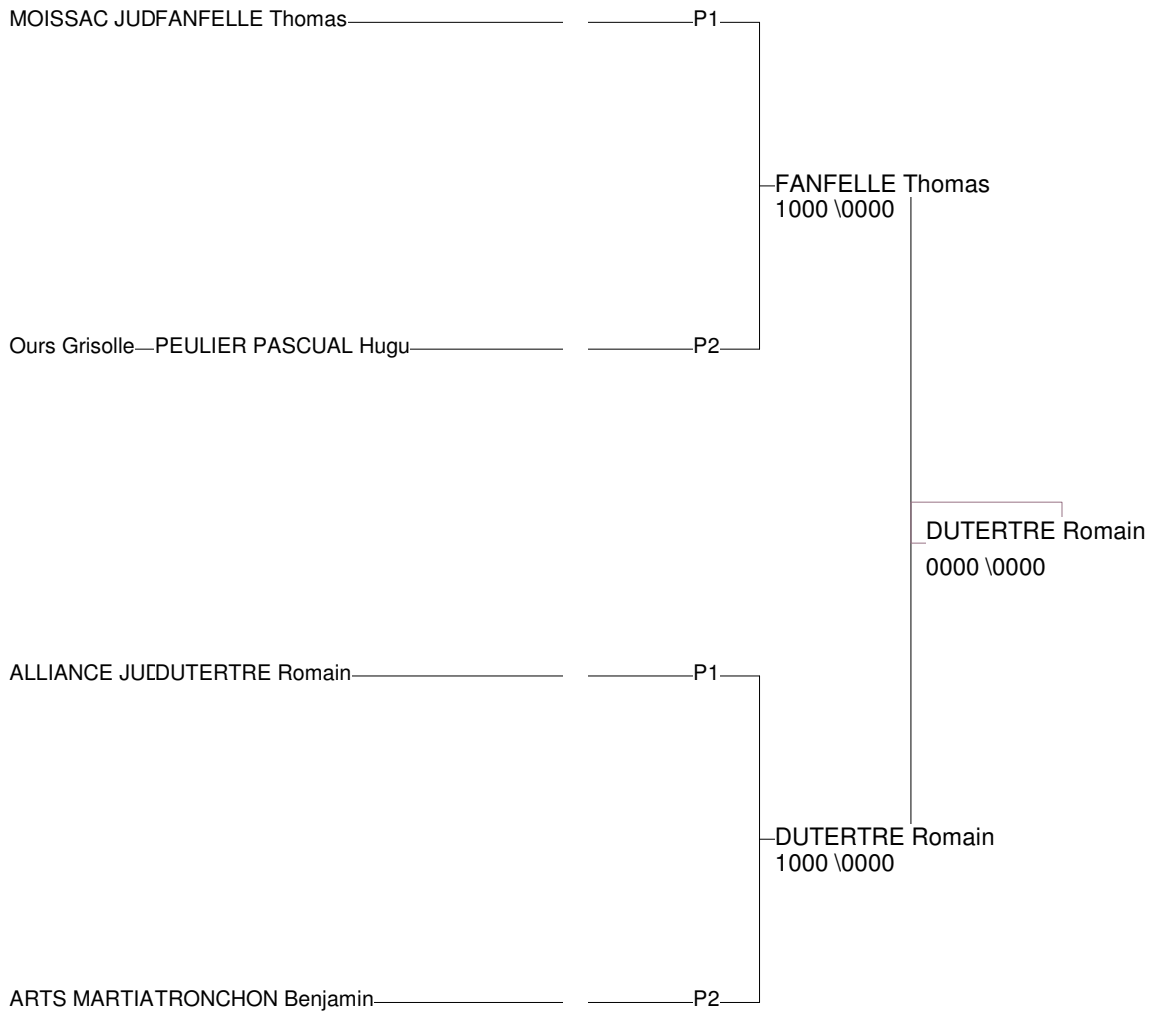 MOISSAC JUDFANFELLE Thomas P1
FANFELLE Thomas
1000 \0000
Ours Grisolle PEULIER PASCUAL Hugu P2
DUTERTRE Romain
0000 \0000
ALLIANCE JUDDUTERTRE Romain P1
DUTERTRE Romain
1000 \0000
ARTS MARTIATRONCHON Benjamin P2